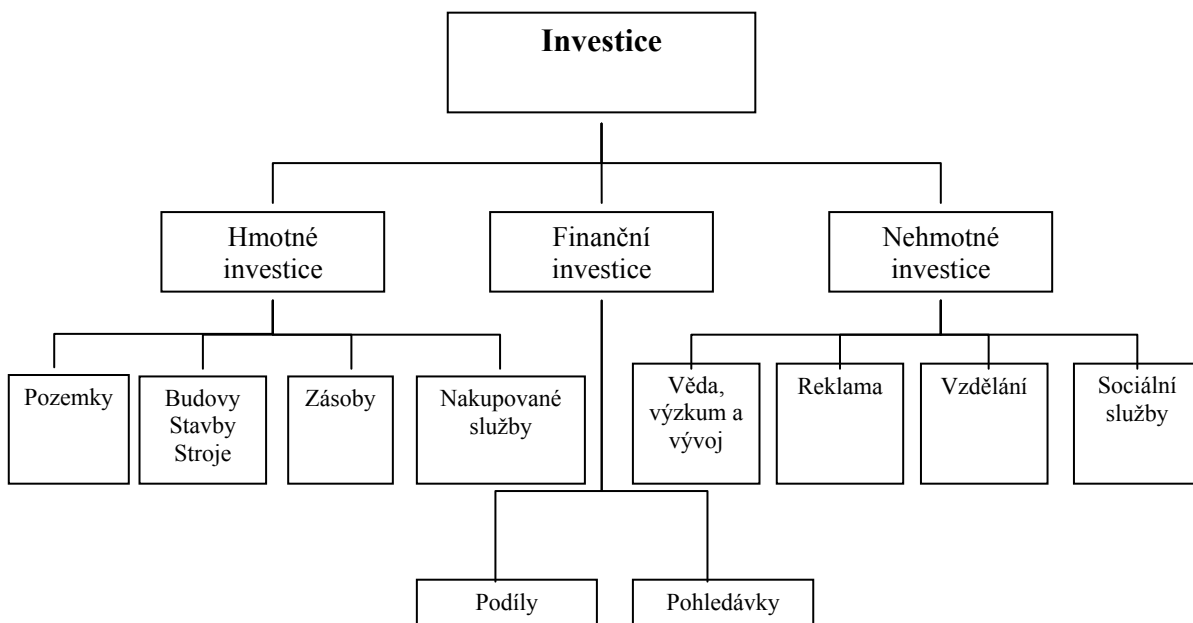 Investice
Hmotné
investice
Finanční
investice
Nehmotné
investice
Pozemky
Budovy
Stavby
Stroje
Zásoby
Nakupované
služby
Věda,
výzkum a
vývoj
Reklama
Vzdělání
Sociální
služby
Podíly
Pohledávky